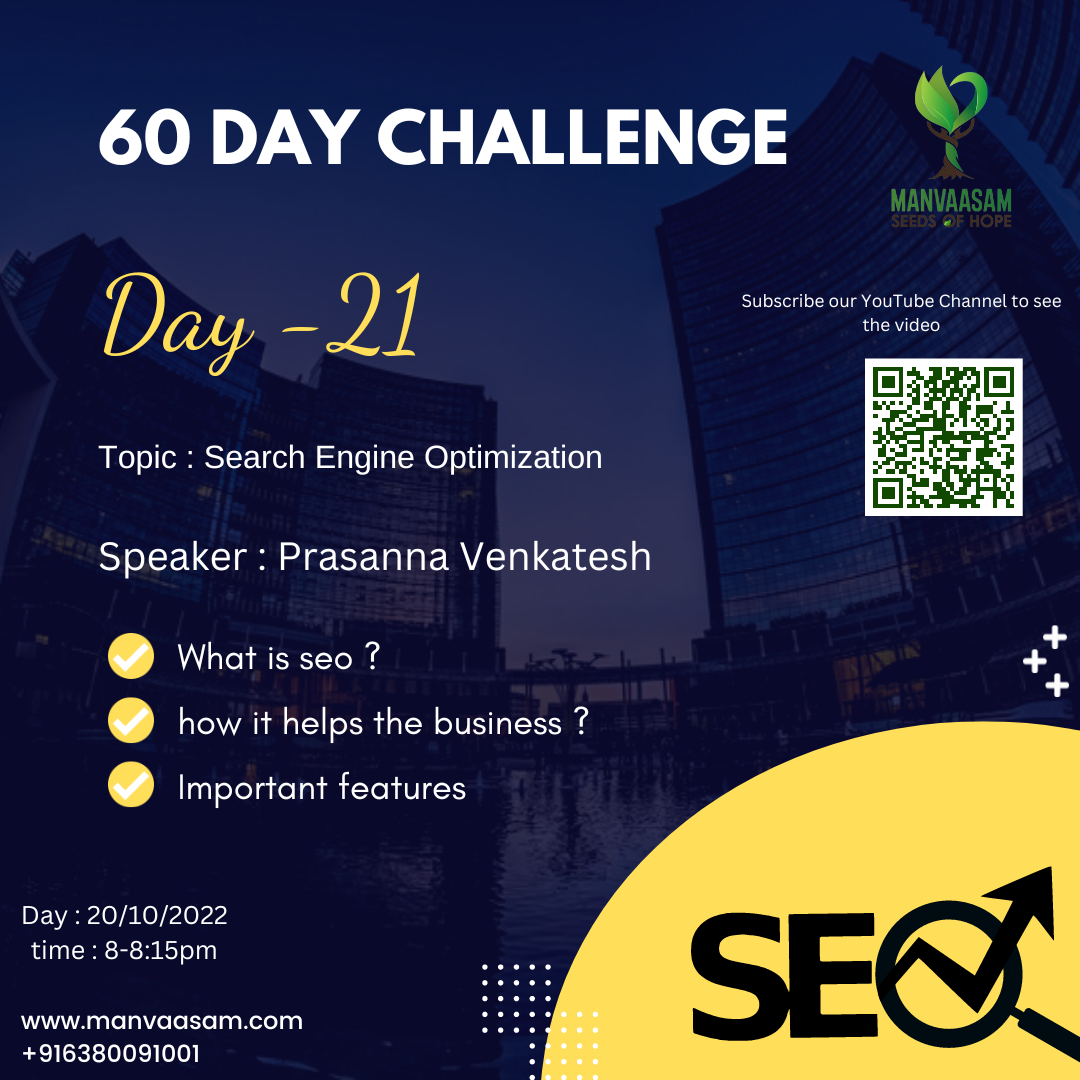 60 DAY CHALLENGE
MANVAASAM
SEEDS OF HOPE
Day -21
Subscribe our YouTube Channel to see
the video
Topic : Search Engine Optimization
Speaker : Prasanna Venkatesh
What is seo ?
how it helps the business ?
Important features
Day : 20/10/2022
time : 8-8:15pm
www.manvaasam.com
+916380091001
SEO